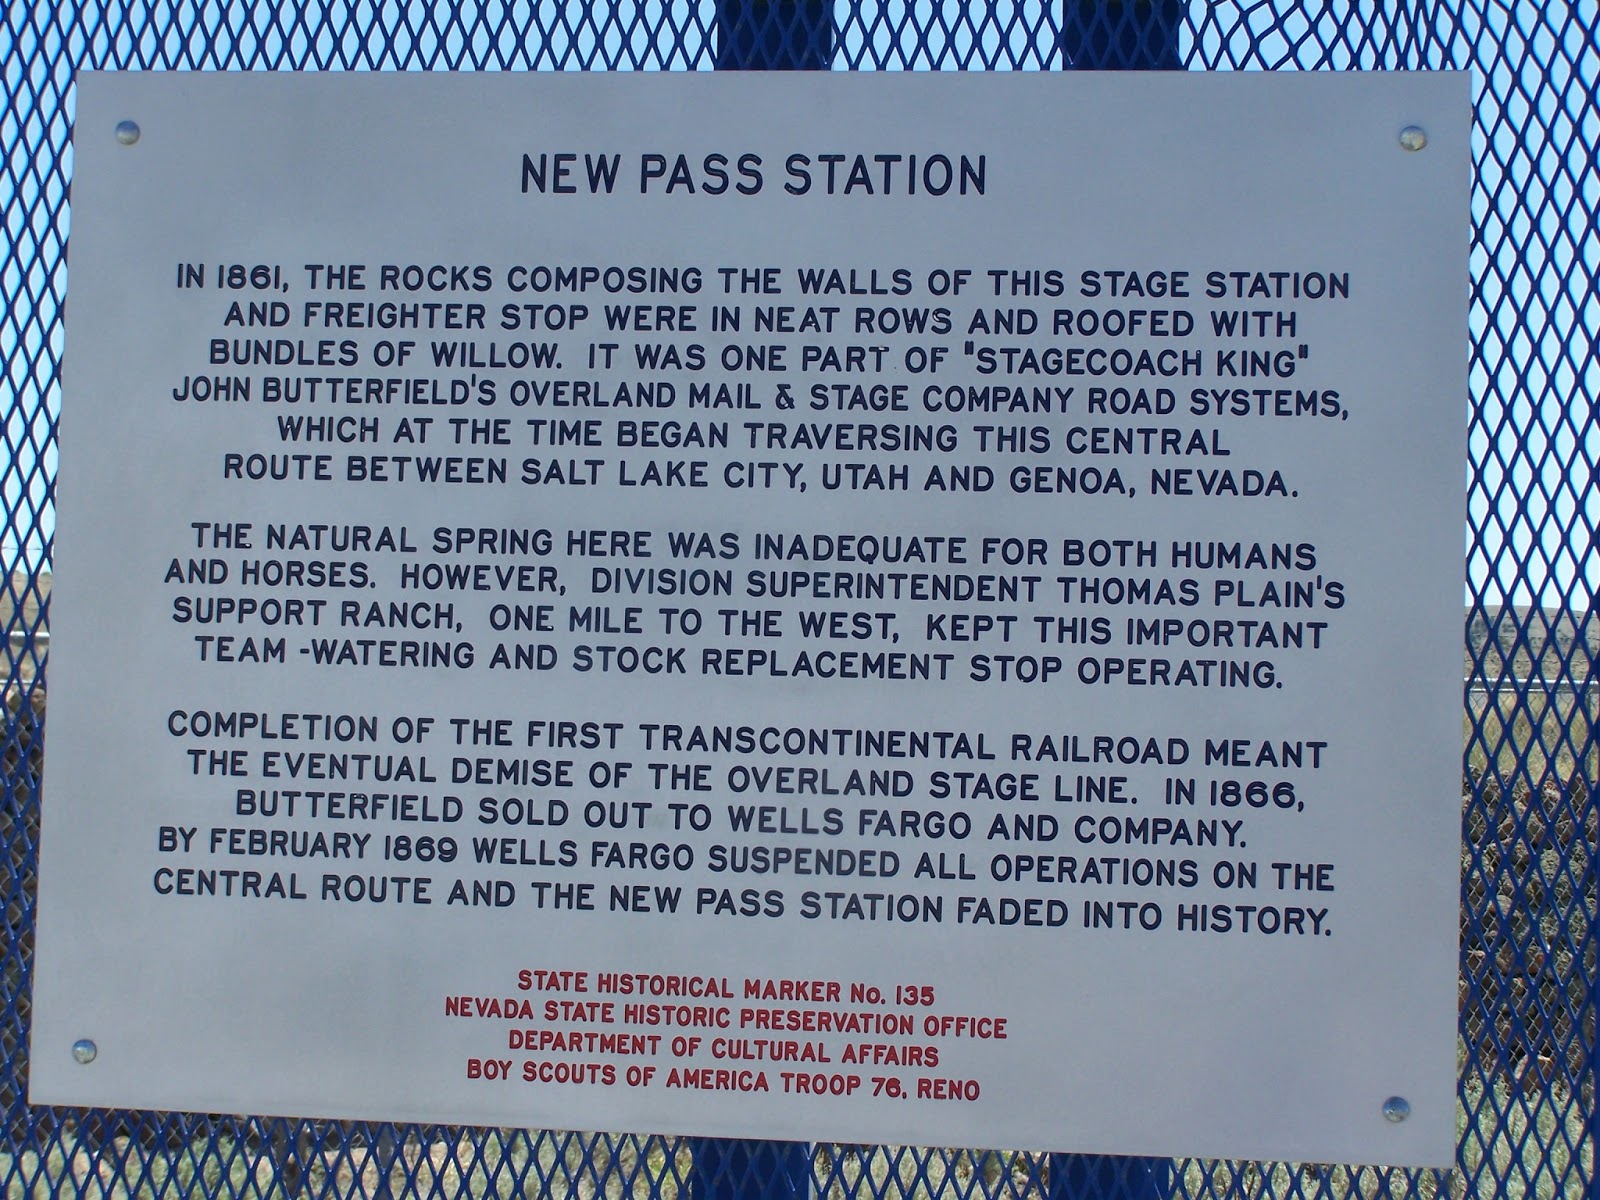 NEW PASS STATION
IN 1861, THE ROCKS COMPOSING THE WALLS OF THIS STAGE STATION
AND FREIGHTER STOP WERE IN NEAT ROWS AND ROOFED WITH
BUNDLES OF WILLOW. IT WAS ONE PART OF "STAGECOACH KING"
JOHN BUTTERFIELD'S OVERLAND MAIL & STAGE COMPANY ROAD SYSTEMS,
WHICH AT THE TIME BEGAN TRAVERSING THIS CENTRAL
ROUTE BETWEEN SALT LAKE CITY, UTAH AND GENOA, NEVADA.
THE NATURAL SPRING HERE WAS INADEQUATE FOR BOTH HUMANS
AND HORSES. HOWEVER, DIVISION SUPERINTENDENT THOMAS PLAIN'S
SUPPORT RANCH, ONE MILE TO THE WEST, KEPT THIS IMPORTANT
TEAM -WATERING AND STOCK REPLACEMENT STOP OPERATING.
COMPLETION OF THE FIRST TRANSCONTINENTAL RAILROAD MEANT
THE EVENTUAL DEMISE OF THE OVERLAND STAGE LINE. IN 1866,
BUTTERFIELD SOLD OUT TO WELLS FARGO AND COMPANY.
BY FEBRUARY 1869 WELLS FARGO SUSPENDED ALL OPERATIONS ON THE
CENTRAL ROUTE AND THE NEW PASS STATION FADED INTO HISTORY.
STATE HISTORICAL MARKER No. 135
NEVADA STATE HISTORIC PRESERVATION OFFICE
DEPARTMENT OF CULTURAL AFFAIRS
BOY SCOUTS OF AMERICA TROOP 76, RENO